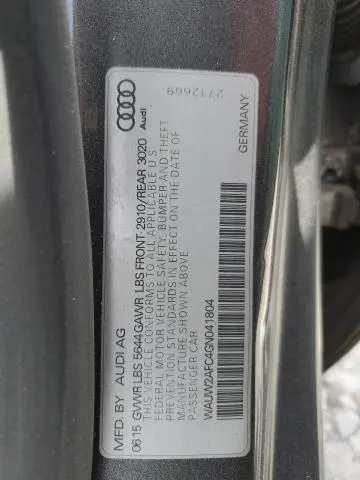 MFD. BY AUDI AG
06 15 GVWR LBS 5644 GAWR LBS FRONT: 2910/REAR 3020
THIS VEHICLE CONFORMS TO ALL APPLICABLE U S
FEDERAL MOTOR VEHICLE SAFETY, BUMPER AND THEFT
PREVENTION STANDARDS IN EFFECT ON THE DATE OF
MANUFACTURE SHOWN ABOVE
PASSENGER CAR
WAUW2AFC4GN041804
Audi
2712669
GERMANY